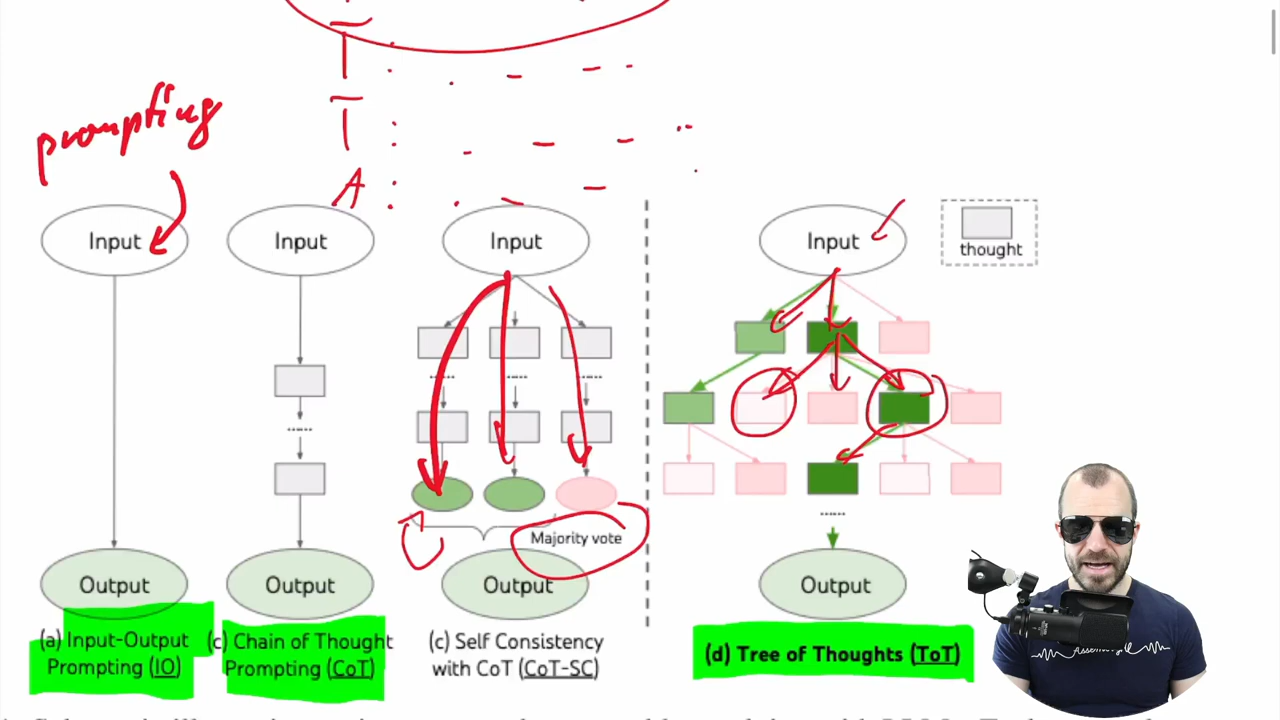 prompting
A
Input
Input
Input
Input
thought
Majority vote
Output
Output
Output
Output
(a) Input-Output
Prompting (IO)
(c) Chain of Thought
Prompting (CoT)
(c) Self Consistency
with CoT (CoT-SC)
(d) Tree of Thoughts (ToT)